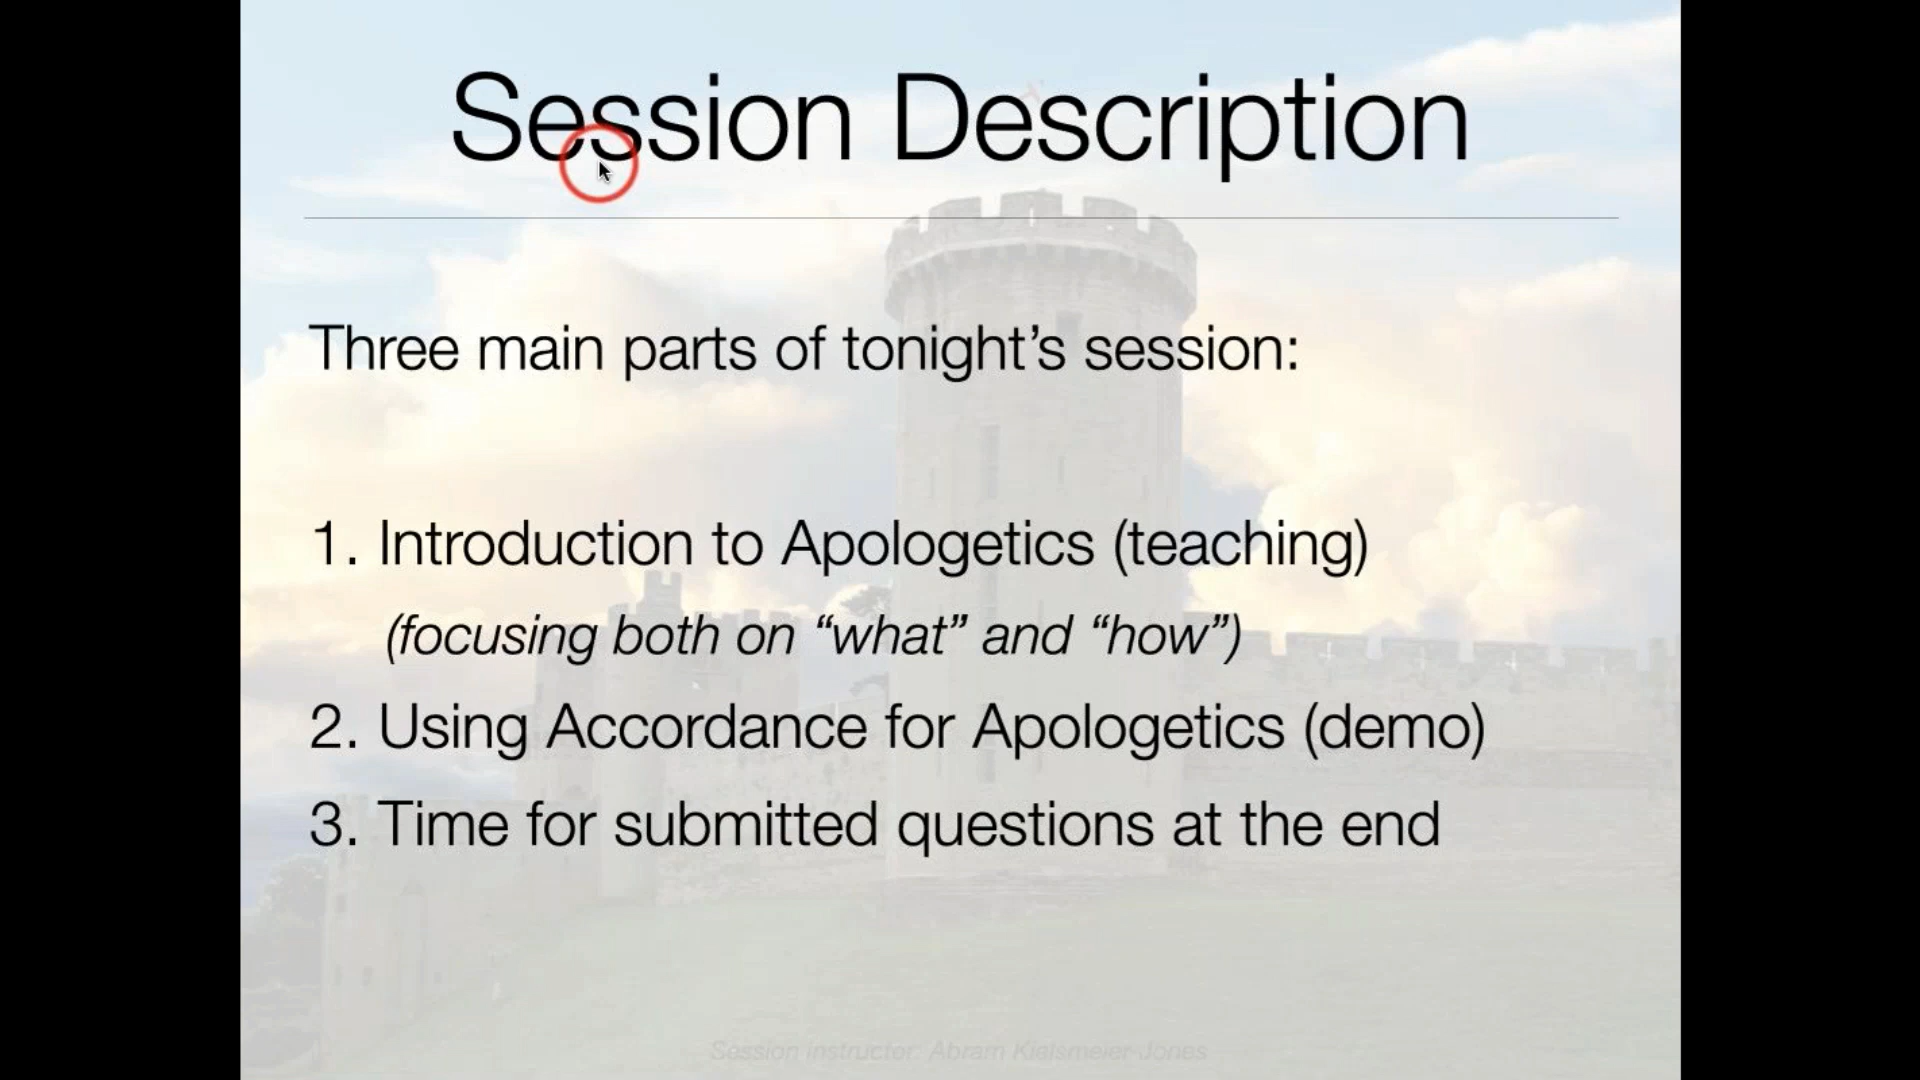 Session Description
Three main parts of tonight’s session:
1. Introduction to Apologetics (teaching)
(focusing both on “what” and “how”)
2. Using Accordance for Apologetics (demo)
3. Time for submitted questions at the end
Session instructor: Abram Kielsmeier-Jones